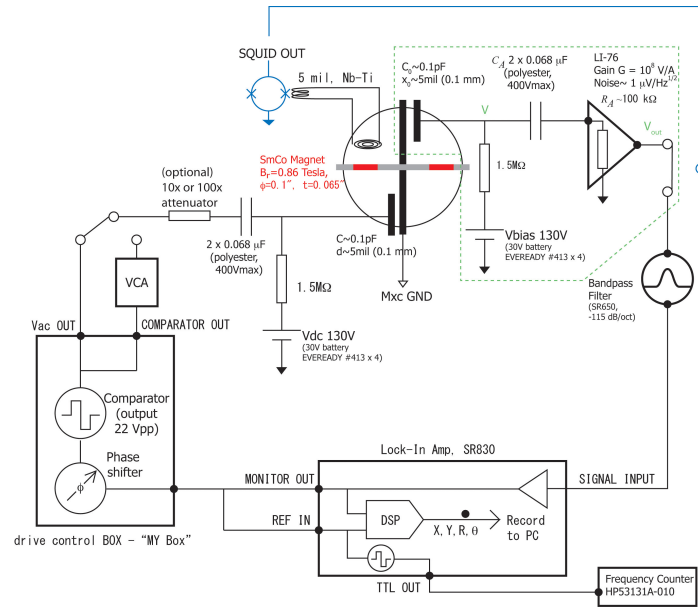 SQUID OUT
5 mil, Nb-Ti
C₀~0.1pF
x₀~5mil (0.1 mm)
C_A 2 x 0.068 μF
(polyester,
400Vmax)
LI-76
Gain G = 10⁸ V/A
Noise~ 1 μV/Hz^1/2
R_A ~100 kΩ
V
V_out
SmCo Magnet
B_r=0.86 Tesla,
φ=0.1", t=0.065"
1.5MΩ
(optional)
10x or 100x
attenuator
2 x 0.068 μF
(polyester,
400Vmax)
C~0.1pF
d~5mil (0.1 mm)
Mxc GND
Vbias 130V
(30V battery
EVEREADY #413 x 4)
Bandpass
Filter
(SR650,
-115 dB/oct)
VCA
1.5MΩ
Vac OUT
COMPARATOR OUT
Vdc 130V
(30V battery
EVEREADY #413 x 4)
Comparator
(output
22 Vpp)
Phase
shifter
φ
drive control BOX - “MY Box”
Lock-In Amp, SR830
MONITOR OUT
SIGNAL INPUT
REF IN
DSP
X, Y, R, θ
Record
to PC
TTL OUT
Frequency Counter
HP53131A-010